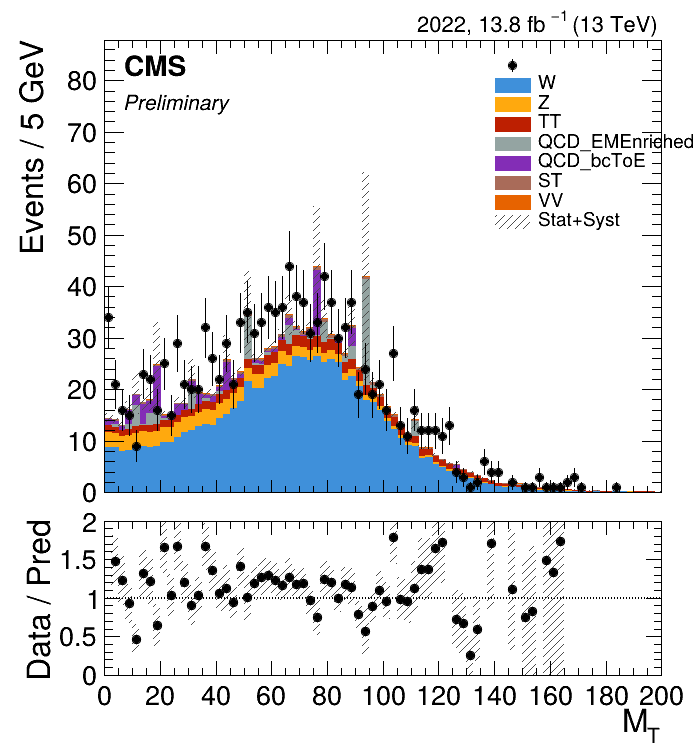 2022, 13.8 fb⁻¹ (13 TeV)
CMS
Preliminary
W
Z
TT
QCD_EMEnriched
QCD_bcToE
ST
VV
Stat+Syst
Events / 5 GeV
80
70
60
50
40
30
20
10
0
Data / Pred
2
1.5
1
0.5
0
0 20 40 60 80 100 120 140 160 180 200
M_T